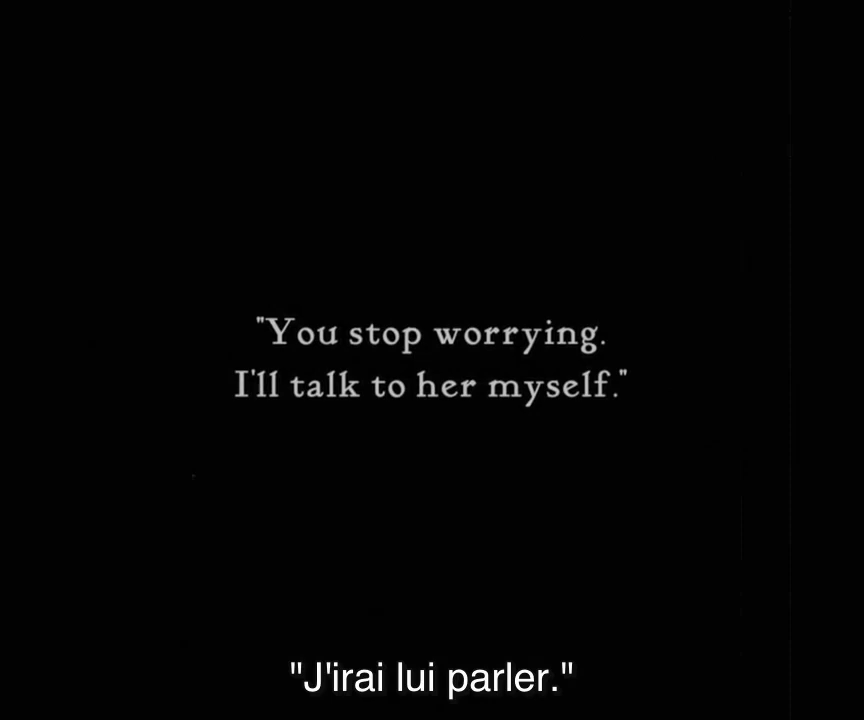 "You stop worrying.
I'll talk to her myself."
"J'irai lui parler."